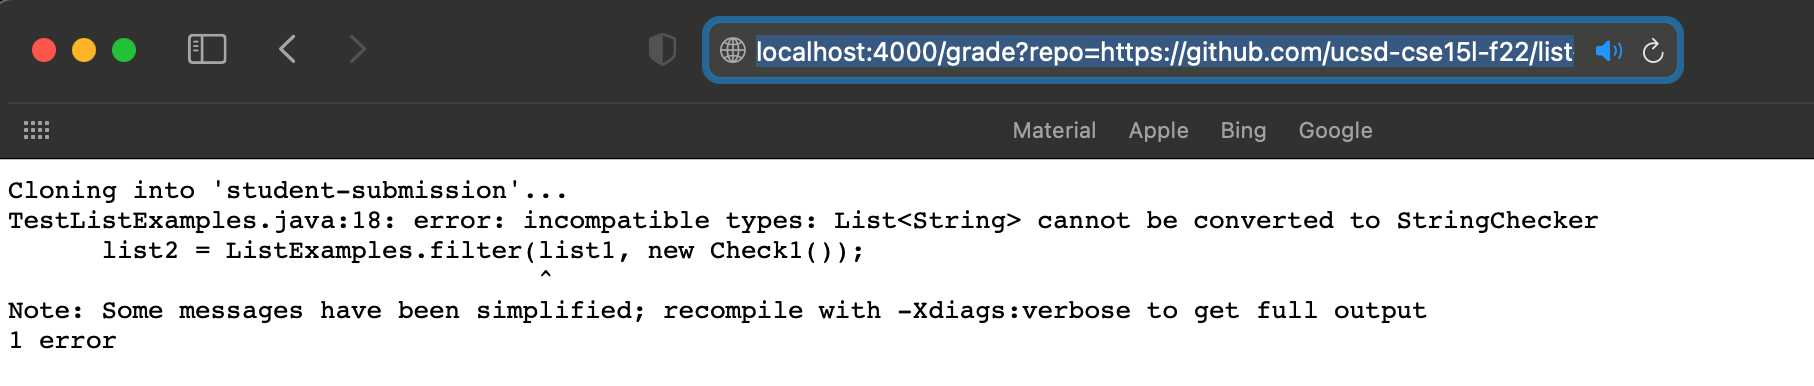 localhost:4000/grade?repo=https://github.com/ucsd-cse15l-f22/list
Material Apple Bing Google
Cloning into 'student-submission'...
TestListExamples.java:18: error: incompatible types: List<String> cannot be converted to StringChecker
      list2 = ListExamples.filter(list1, new Check1());
                                  ^
Note: Some messages have been simplified; recompile with -Xdiags:verbose to get full output
1 error